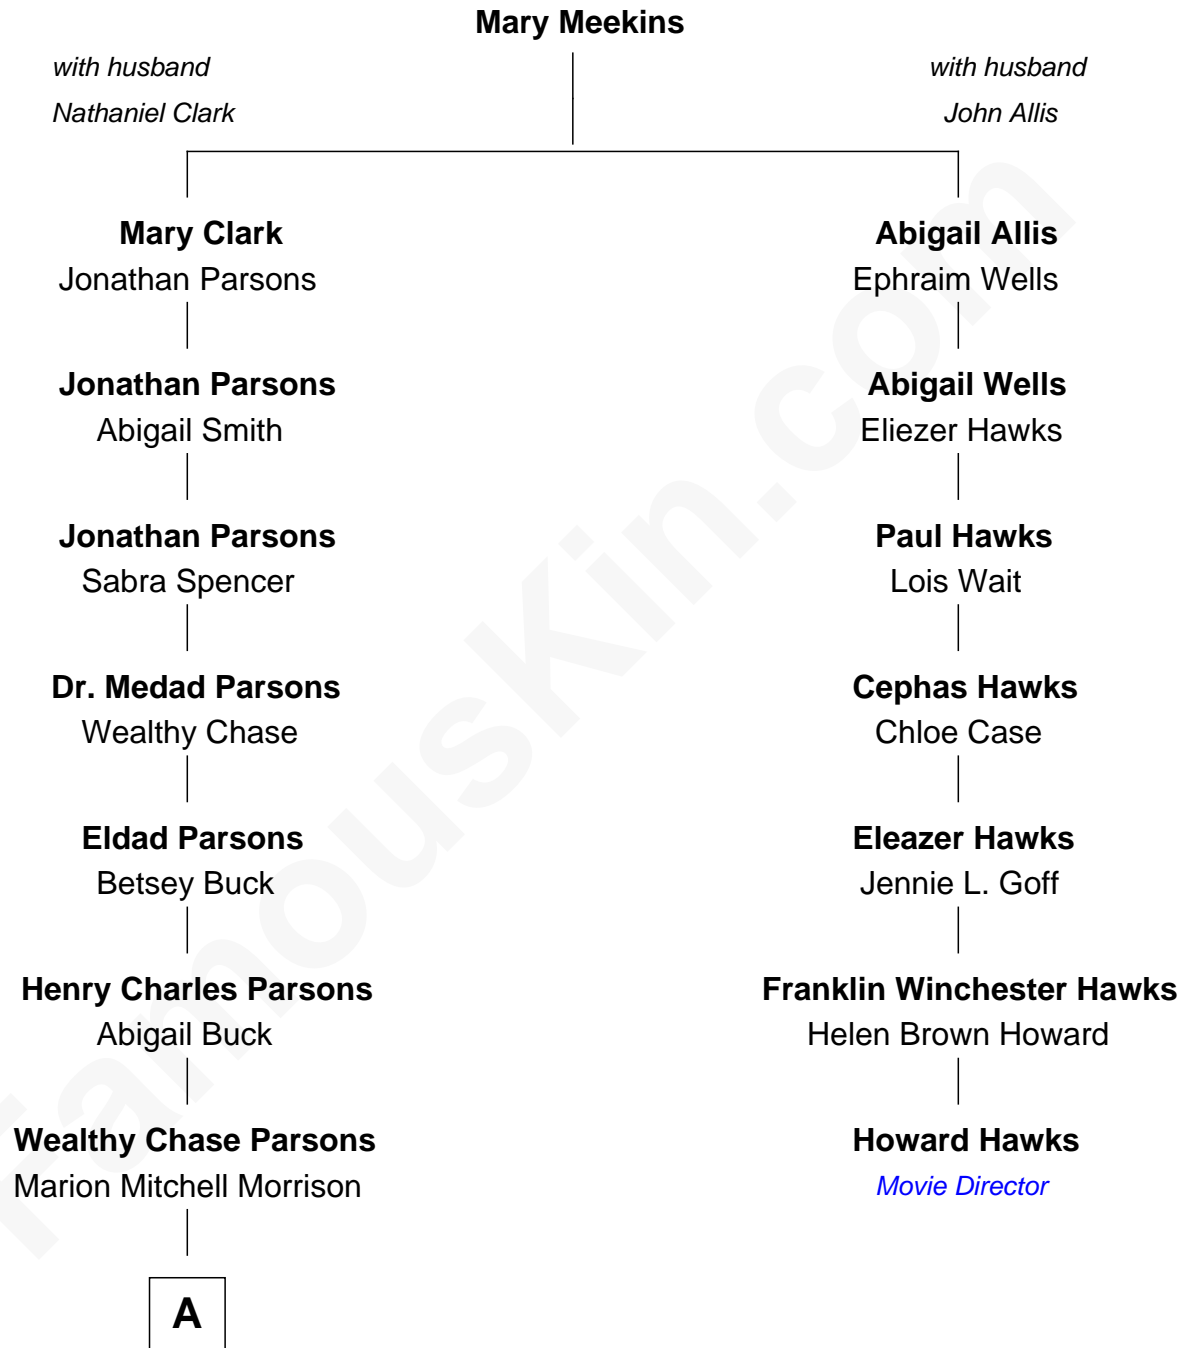 Mary Meekins
with husband
Nathaniel Clark
with husband
John Allis
Mary Clark
Jonathan Parsons
Abigail Allis
Ephraim Wells
Jonathan Parsons
Abigail Smith
Abigail Wells
Eliezer Hawks
Jonathan Parsons
Sabra Spencer
Paul Hawks
Lois Wait
Dr. Medad Parsons
Wealthy Chase
Cephas Hawks
Chloe Case
Eldad Parsons
Betsey Buck
Eleazer Hawks
Jennie L. Goff
Henry Charles Parsons
Abigail Buck
Franklin Winchester Hawks
Helen Brown Howard
Wealthy Chase Parsons
Marion Mitchell Morrison
Howard Hawks
Movie Director
A
FamousKin.com